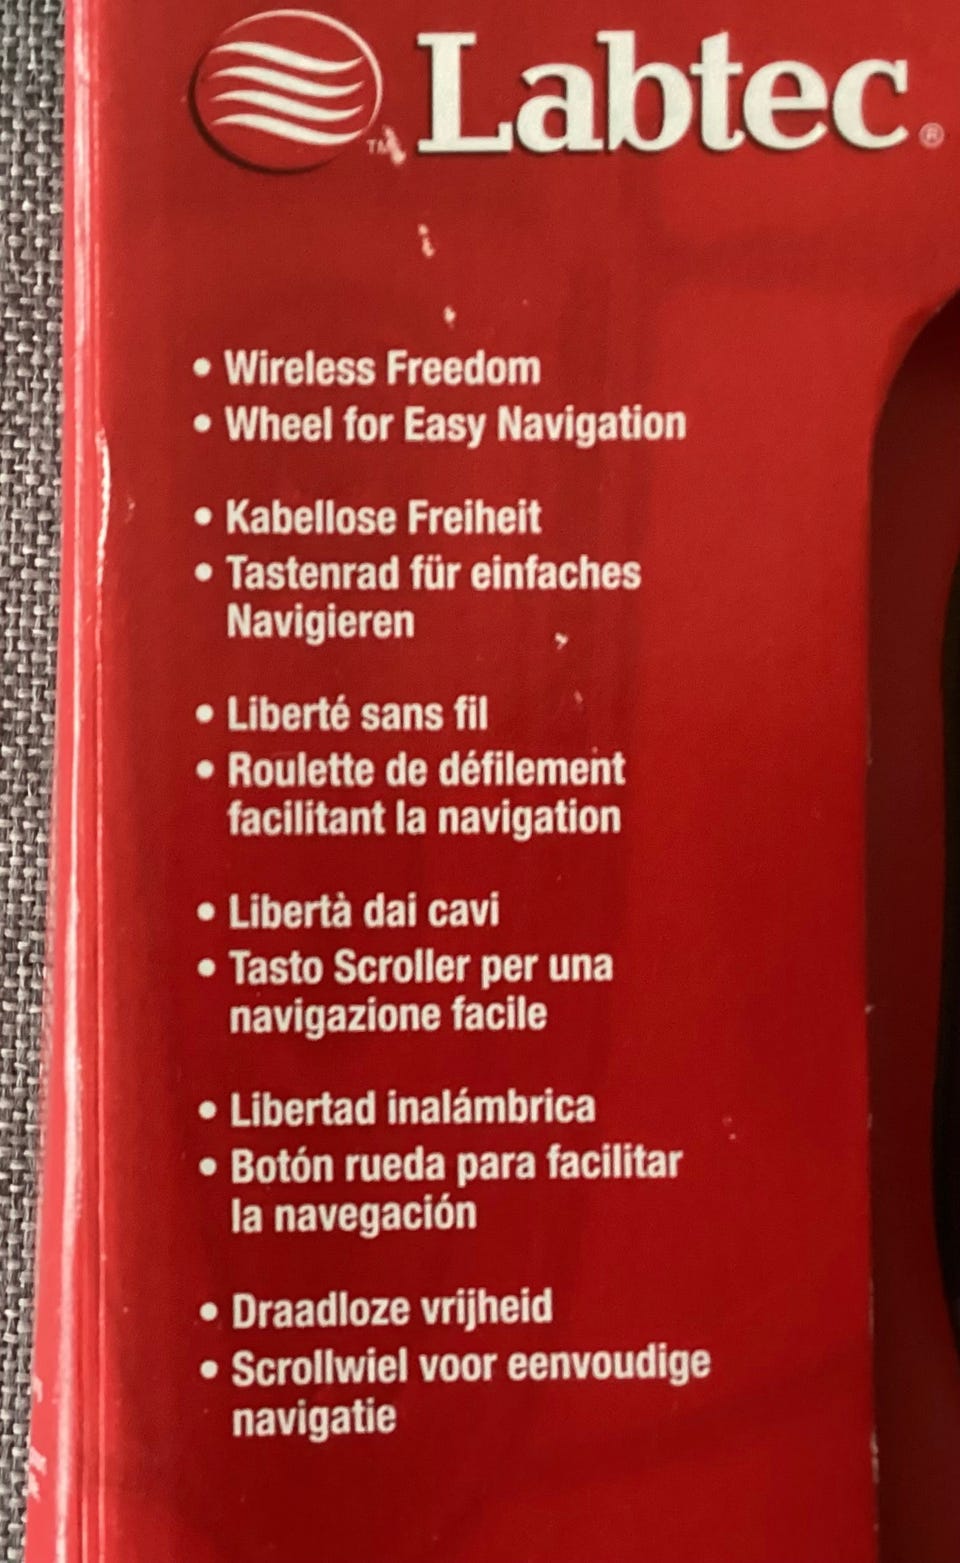 TM Labtec ®
• Wireless Freedom
• Wheel for Easy Navigation
• Kabellose Freiheit
• Tastenrad für einfaches
Navigieren
• Liberté sans fil
• Roulette de défilement
facilitant la navigation
• Libertà dai cavi
• Tasto Scroller per una
navigazione facile
• Libertad inalámbrica
• Botón rueda para facilitar
la navegación
• Draadloze vrijheid
• Scrollwiel voor eenvoudige
navigatie